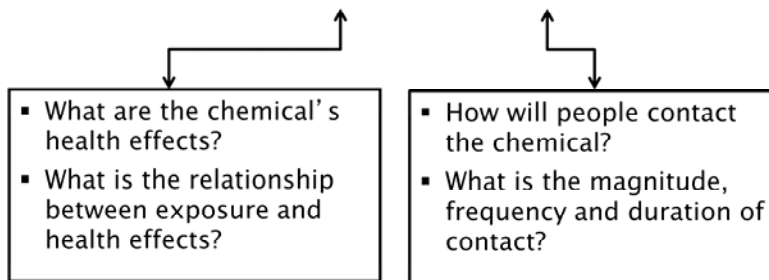 ▪ What are the chemical's
health effects?
▪ What is the relationship
between exposure and
health effects?
▪ How will people contact
the chemical?
▪ What is the magnitude,
frequency and duration of
contact?